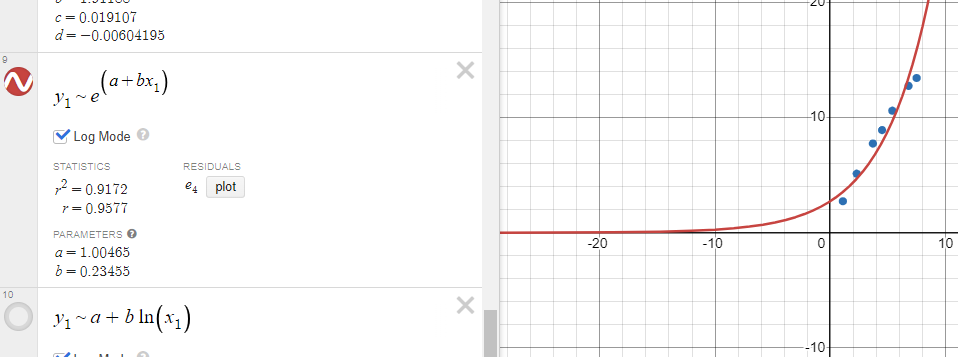 c = 0.019107
d = −0.00604195
9
y₁ ~ e^(a+bx₁)
Log Mode ?
STATISTICS RESIDUALS
r² = 0.9172 e₄ plot
r = 0.9577
PARAMETERS ?
a = 1.00465
b = 0.23455
10
y₁ ~ a + b ln(x₁)
20
10
-20 -10 0 10
-10